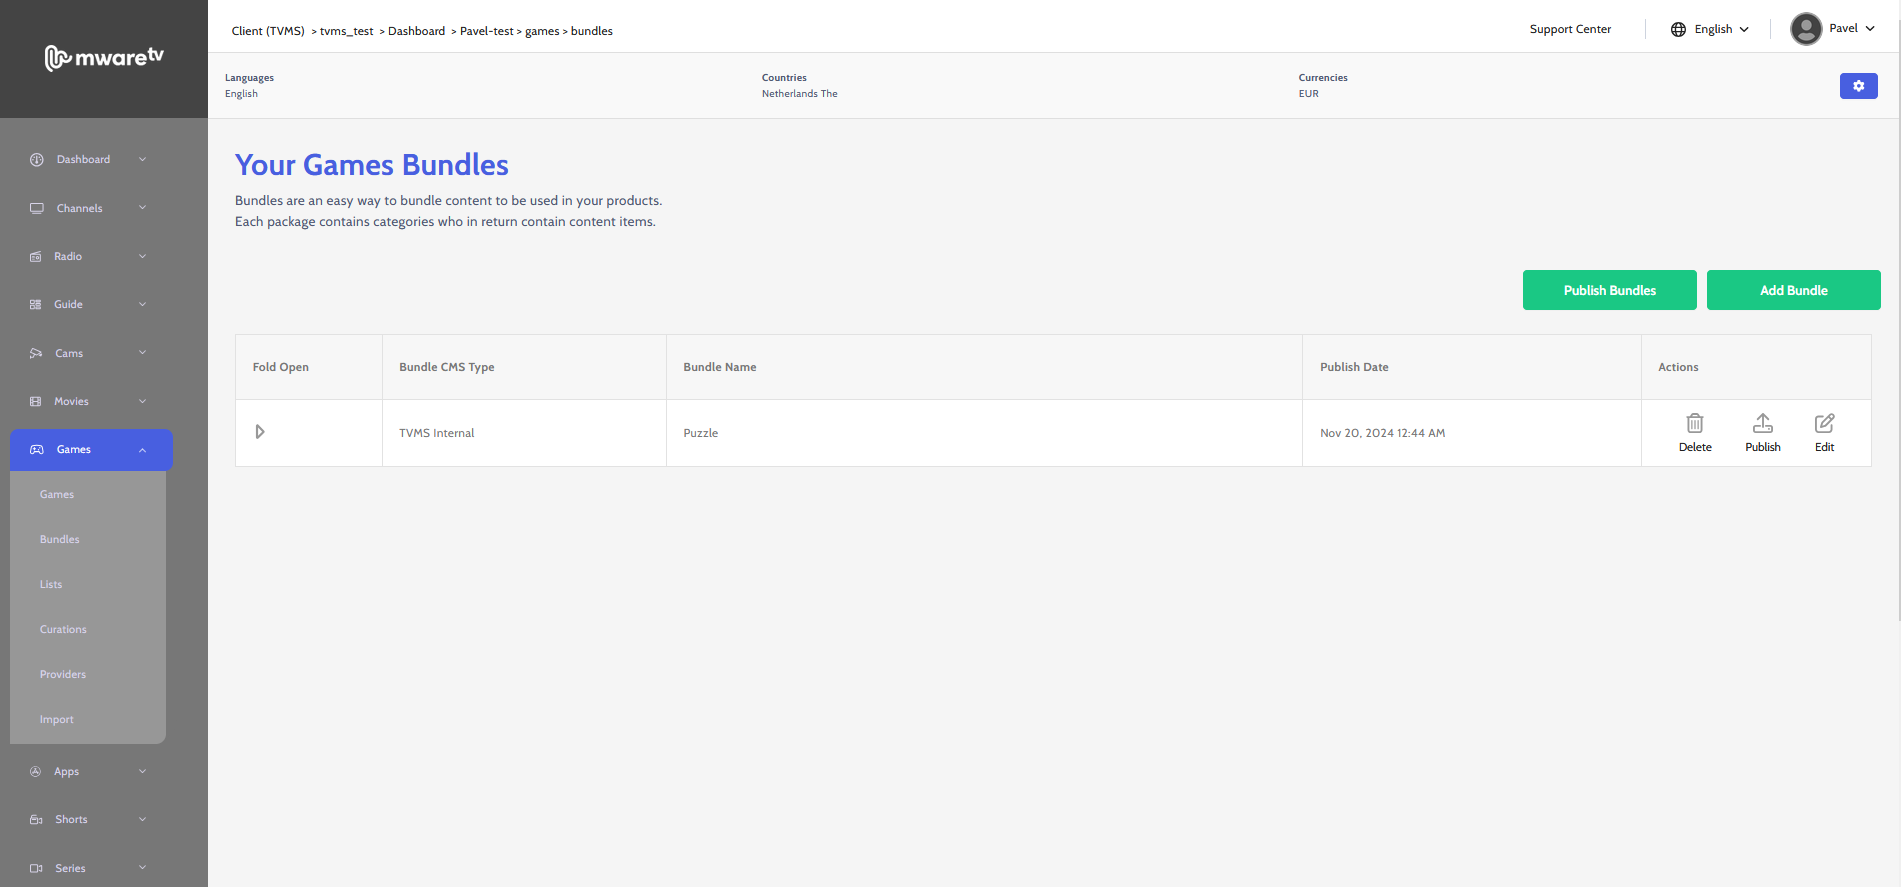 mwaretv
Client (TVMS) > tvms_test > Dashboard > Pavel-test > games > bundles
Support Center
English
Pavel
Languages
English
Countries
Netherlands The
Currencies
EUR
Dashboard
Channels
Radio
Guide
Cams
Movies
Games
Games
Bundles
Lists
Curations
Providers
Import
Apps
Shorts
Series
Your Games Bundles
Bundles are an easy way to bundle content to be used in your products.
Each package contains categories who in return contain content items.
Publish Bundles
Add Bundle
Fold Open
Bundle CMS Type
Bundle Name
Publish Date
Actions
TVMS Internal
Puzzle
Nov 20, 2024 12:44 AM
Delete
Publish
Edit